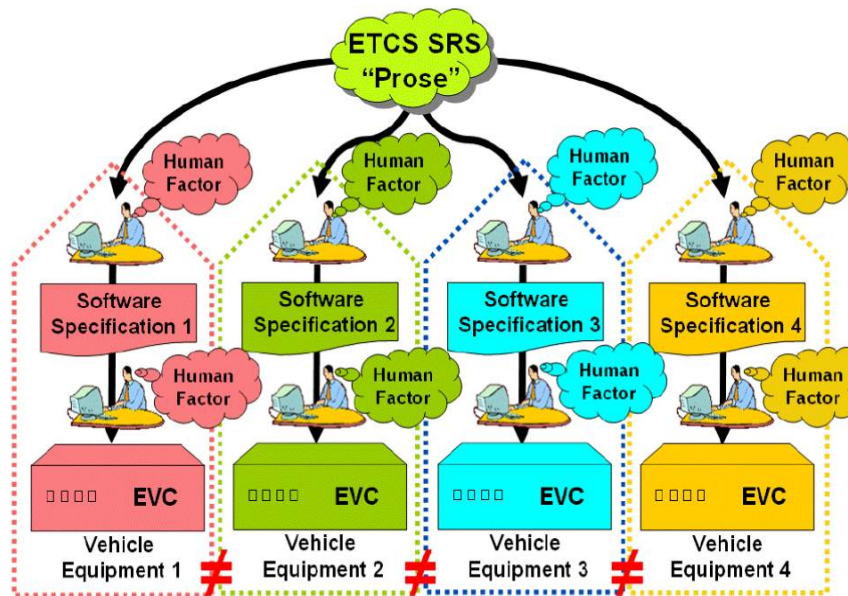 ETCS SRS
“Prose”
Human
Factor
Human
Factor
Human
Factor
Human
Factor
Software
Specification 1
Software
Specification 2
Software
Specification 3
Software
Specification 4
Human
Factor
Human
Factor
Human
Factor
Human
Factor
EVC
EVC
EVC
EVC
Vehicle
Equipment 1
≠
Vehicle
Equipment 2
≠
Vehicle
Equipment 3
≠
Vehicle
Equipment 4